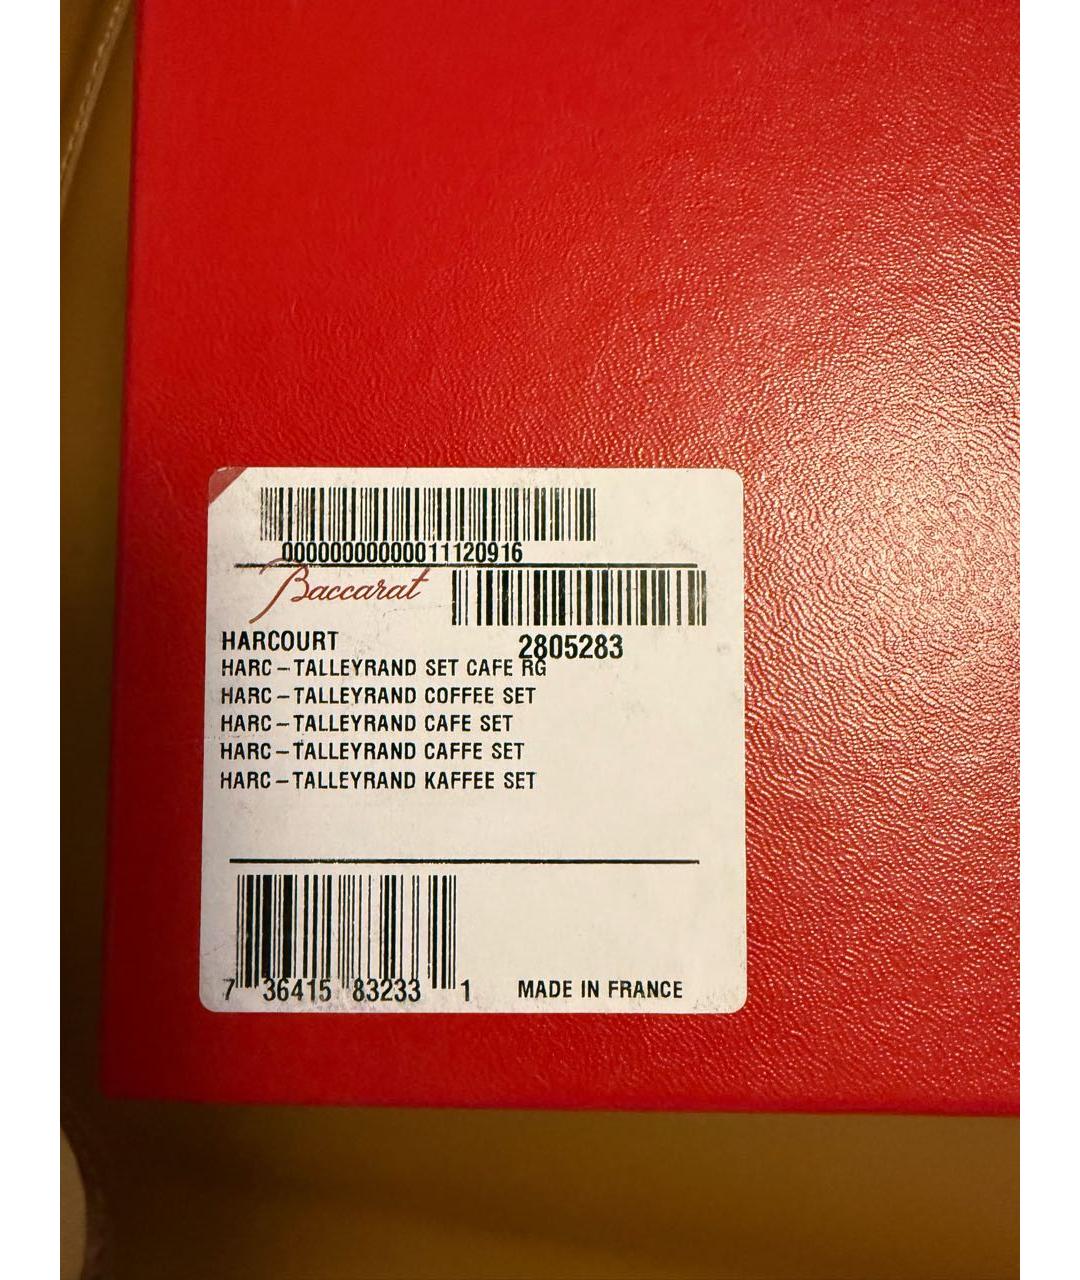 00000000000011120916
Baccarat
HARCOURT 2805283
HARC-TALLEYRAND SET CAFE RG
HARC-TALLEYRAND COFFEE SET
HARC-TALLEYRAND CAFE SET
HARC-TALLEYRAND CAFFE SET
HARC-TALLEYRAND KAFFEE SET
7 36415 83233 1 MADE IN FRANCE